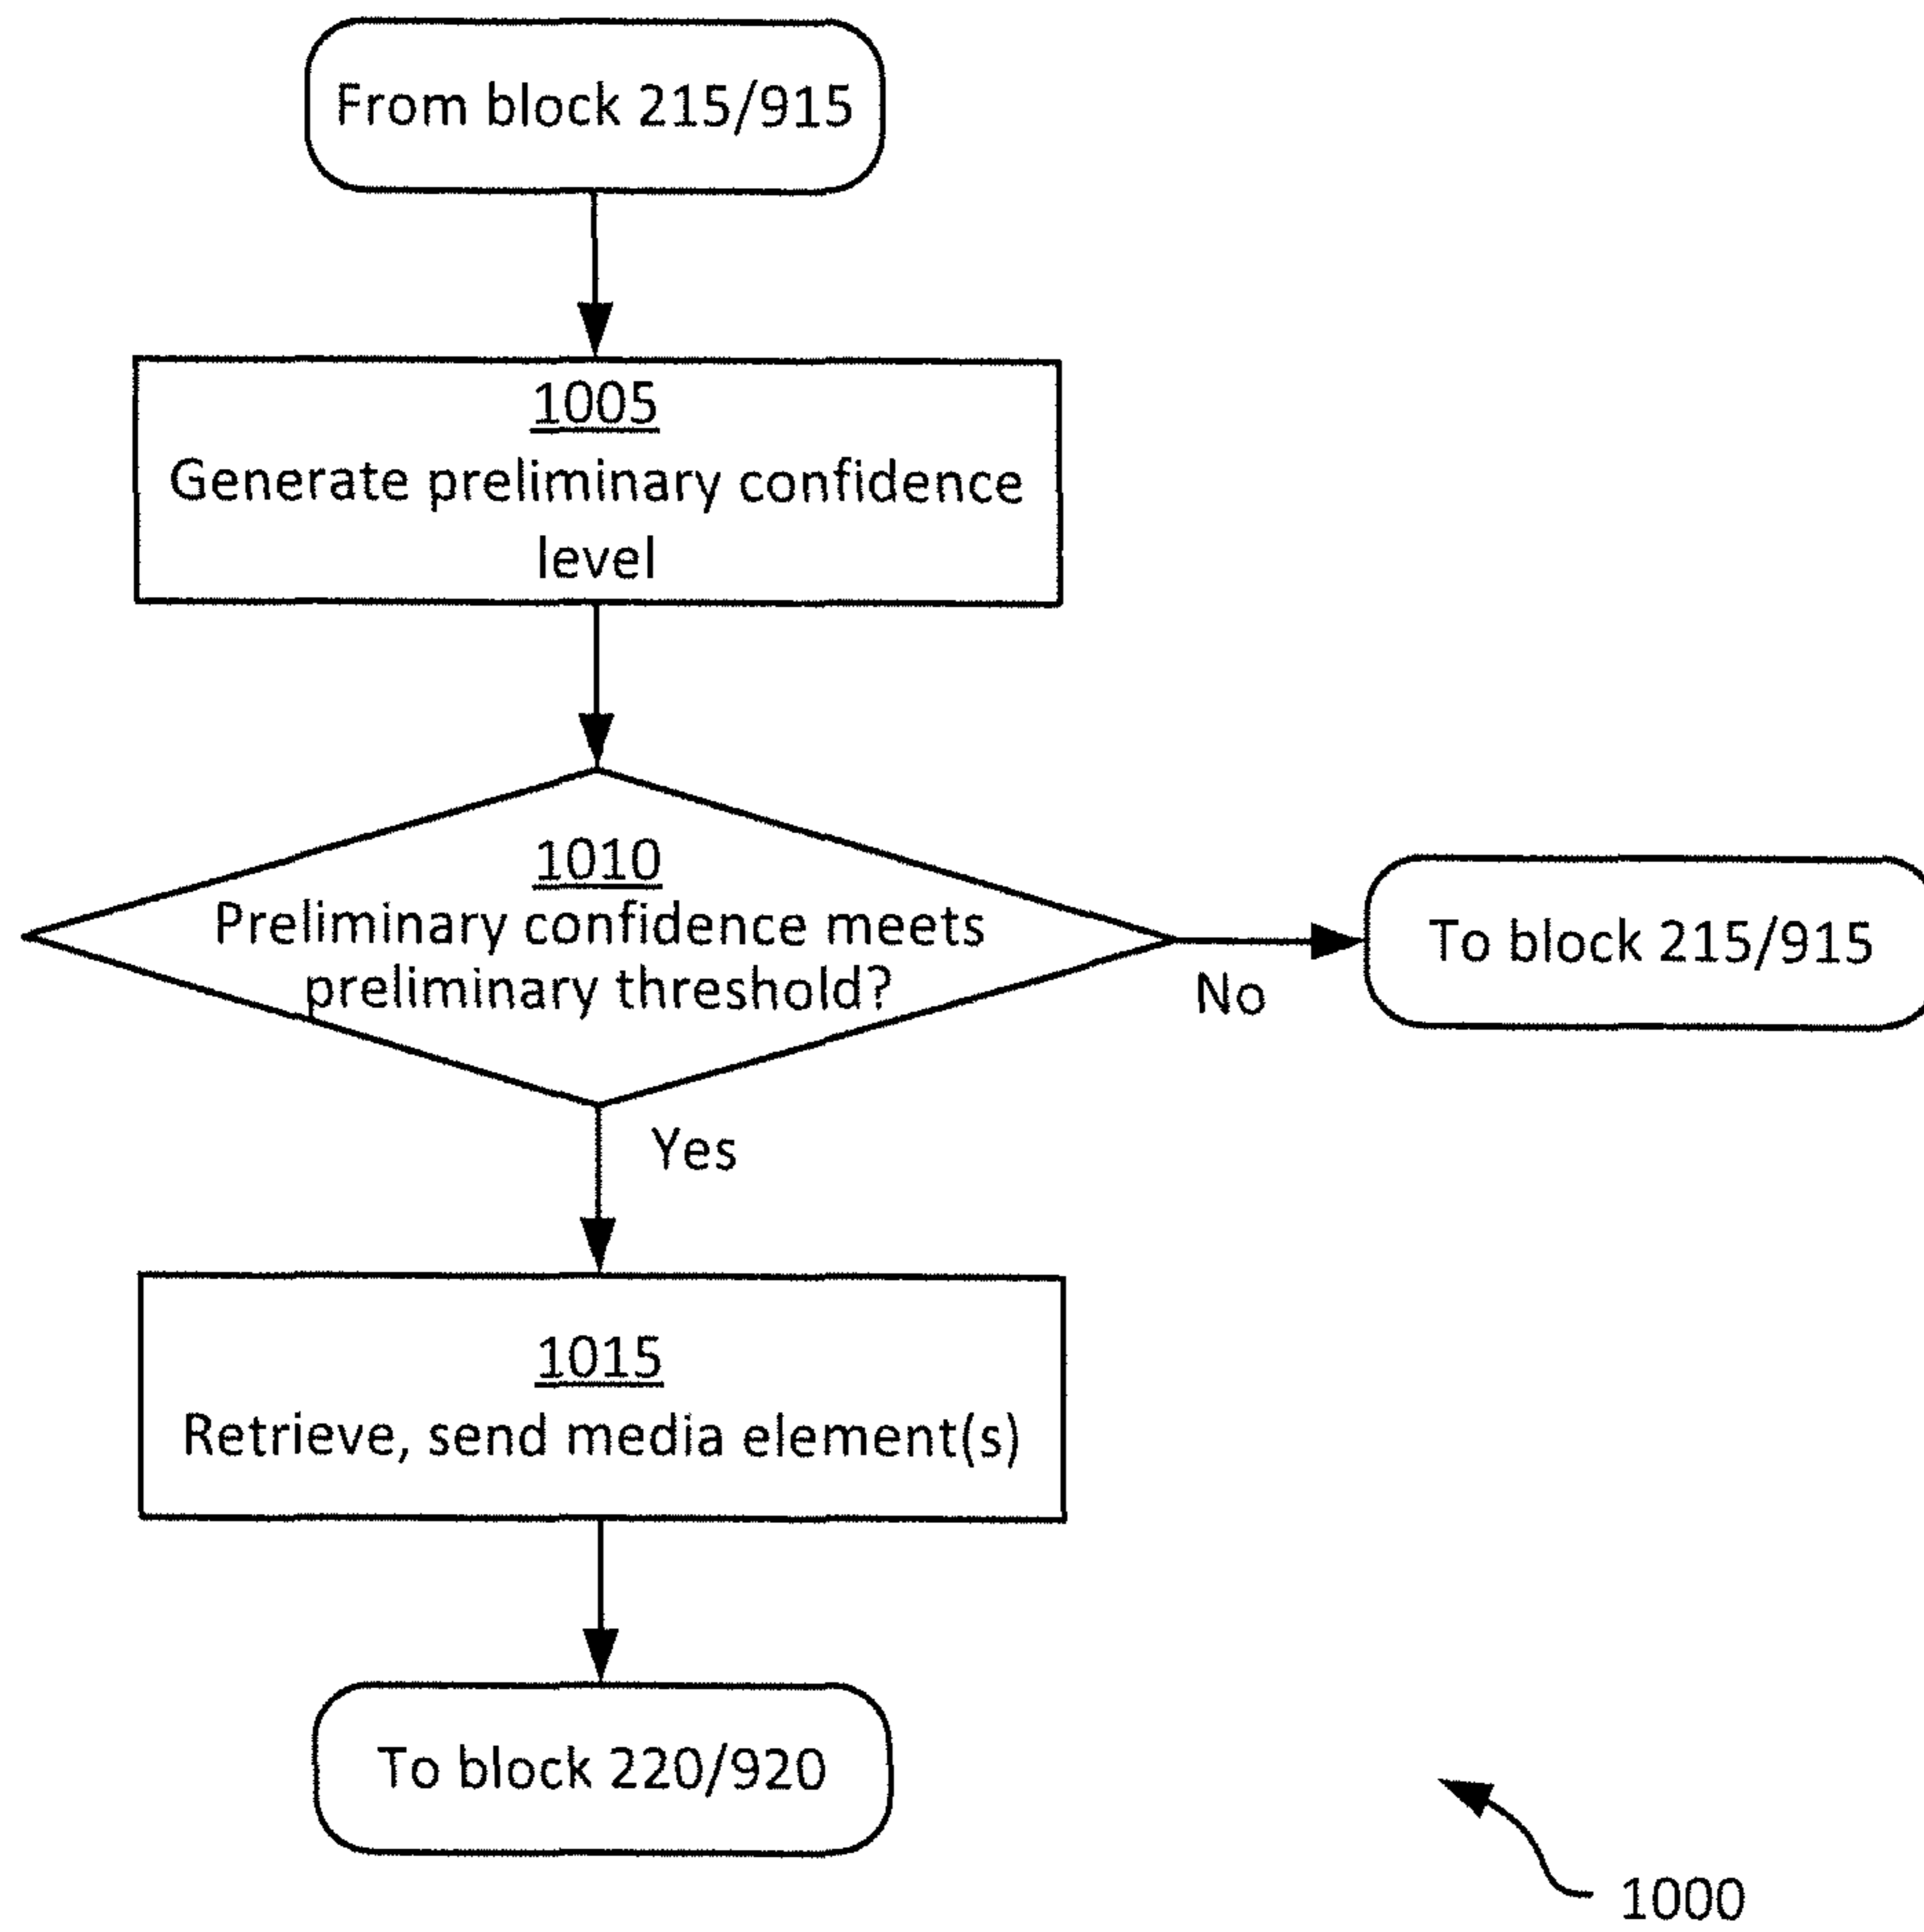 From block 215/915
1005
Generate preliminary confidence
level
1010
Preliminary confidence meets
preliminary threshold?
No
To block 215/915
Yes
1015
Retrieve, send media element(s)
To block 220/920
1000